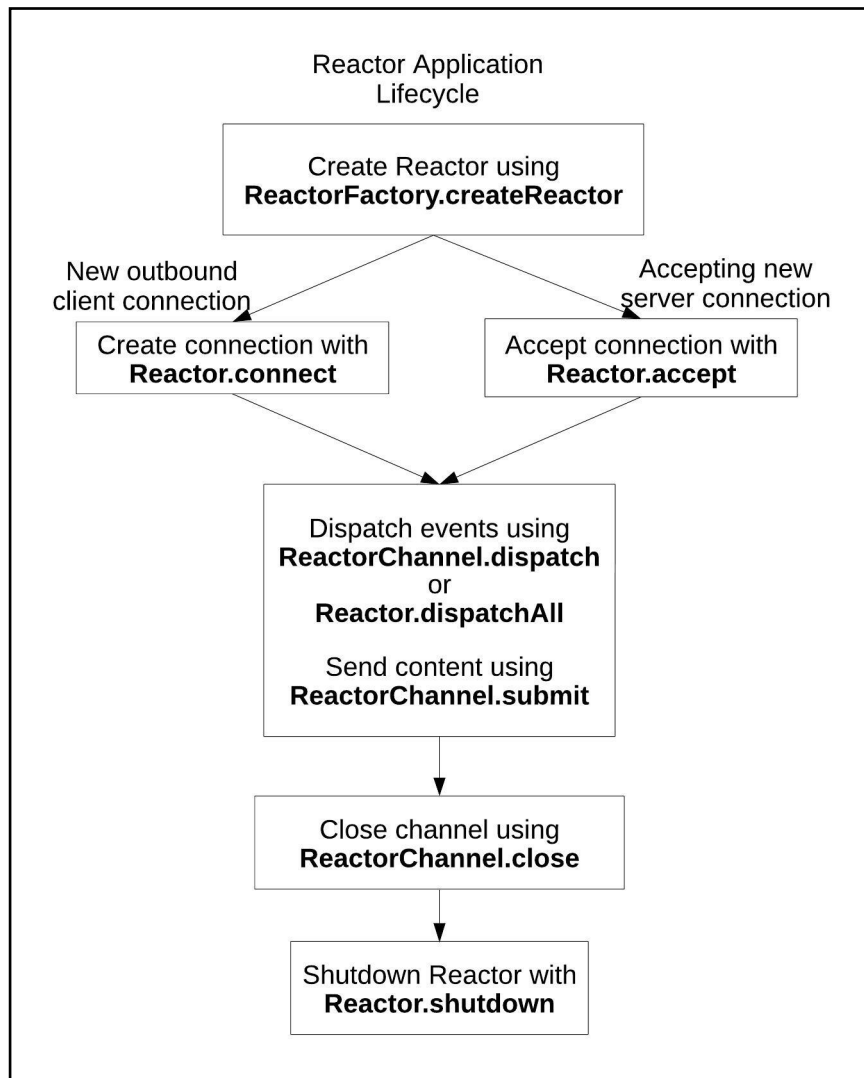 Reactor Application
Lifecycle
Create Reactor using
ReactorFactory.createReactor
New outbound
client connection
Accepting new
server connection
Create connection with
Reactor.connect
Accept connection with
Reactor.accept
Dispatch events using
ReactorChannel.dispatch
or
Reactor.dispatchAll
Send content using
ReactorChannel.submit
Close channel using
ReactorChannel.close
Shutdown Reactor with
Reactor.shutdown